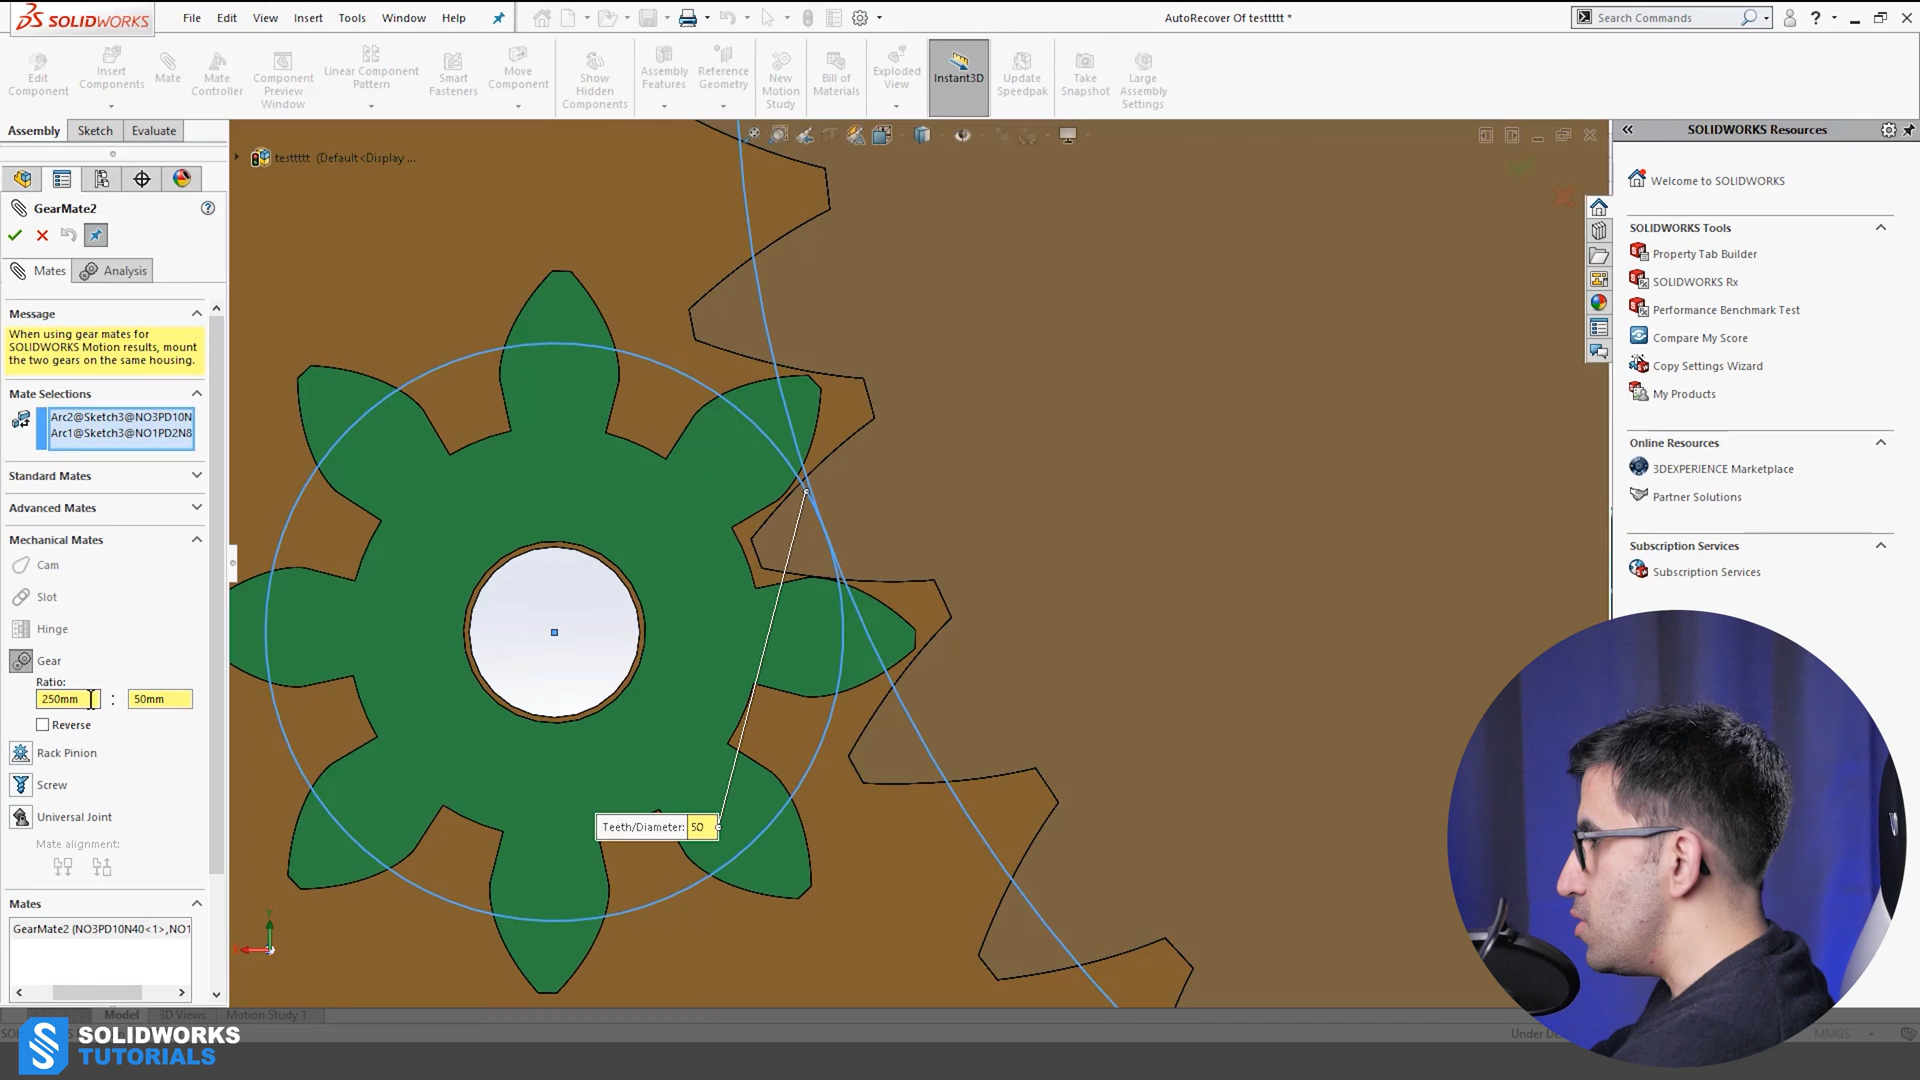 SOLIDWORKS
File Edit View Insert Tools Window Help
AutoRecover Of testtttt *
Search Commands
Edit Component
Insert Components
Mate
Mate Controller
Component Preview Window
Linear Component Pattern
Smart Fasteners
Move Component
Show Hidden Components
Assembly Features
Reference Geometry
New Motion Study
Bill of Materials
Exploded View
Instant3D
Update Speedpak
Take Snapshot
Large Assembly Settings
Assembly Sketch Evaluate
testtttt (Default<Display ...
GearMate2
Mates Analysis
Message
When using gear mates for
SOLIDWORKS Motion results, mount
the two gears on the same housing.
Mate Selections
Arc2@Sketch3@NO3PD10N
Arc1@Sketch3@NO1PD2N8
Standard Mates
Advanced Mates
Mechanical Mates
Cam
Slot
Hinge
Gear
Ratio:
250mm : 50mm
Reverse
Rack Pinion
Screw
Universal Joint
Mate alignment:
Mates
GearMate2 (NO3PD10N40<1>,NO1
Teeth/Diameter: 50
Y
Model 3D Views Motion Study 1
MMGS
SOLIDWORKS
TUTORIALS
SOLIDWORKS Resources
Welcome to SOLIDWORKS
SOLIDWORKS Tools
Property Tab Builder
SOLIDWORKS Rx
Performance Benchmark Test
Compare My Score
Copy Settings Wizard
My Products
Online Resources
3DEXPERIENCE Marketplace
Partner Solutions
Subscription Services
Subscription Services